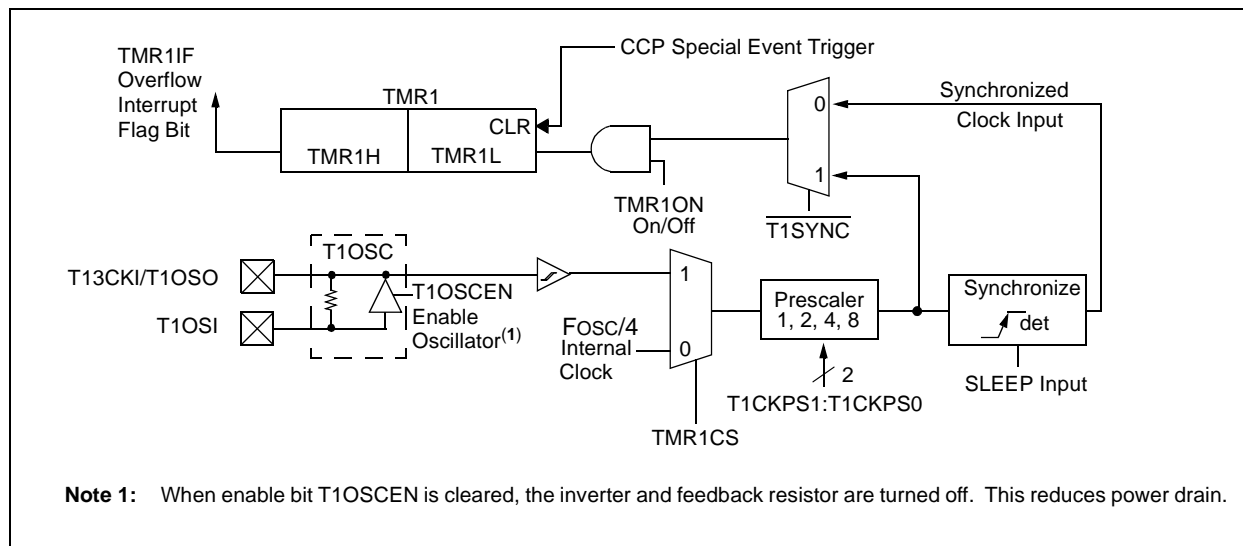 TMR1IF
Overflow
Interrupt
Flag Bit
CCP Special Event Trigger
TMR1
CLR
TMR1H
TMR1L
TMR1ON
On/Off
0
1
T1SYNC
Synchronized
Clock Input
T13CKI/T1OSO
T1OSI
T1OSC
T1OSCEN
Enable
Oscillator(1)
FOSC/4
Internal
Clock
1
0
TMR1CS
Prescaler
1, 2, 4, 8
2
T1CKPS1:T1CKPS0
Synchronize
det
SLEEP Input
Note 1: When enable bit T1OSCEN is cleared, the inverter and feedback resistor are turned off. This reduces power drain.